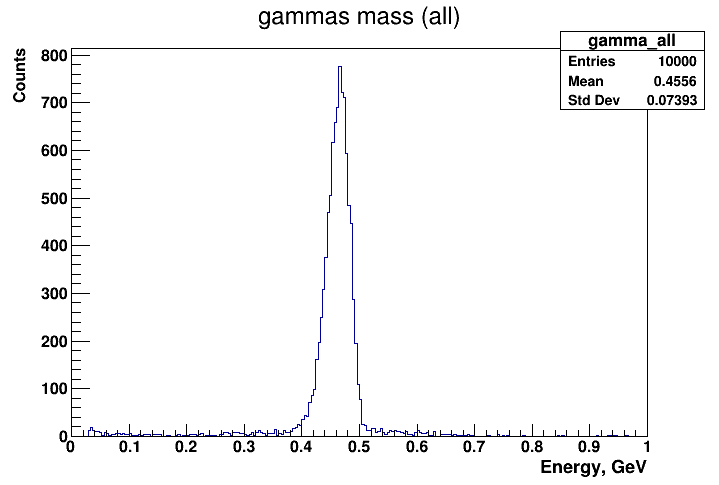 gammas mass (all)
gamma_all
Entries 10000
Mean 0.4556
Std Dev 0.07393
Counts
800
700
600
500
400
300
200
100
0
0 0.1 0.2 0.3 0.4 0.5 0.6 0.7 0.8 0.9 1
Energy, GeV